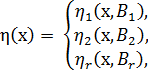 η(x) = { η₁(x, B₁),
η₂(x, B₂),
ηᵣ(x, Bᵣ),